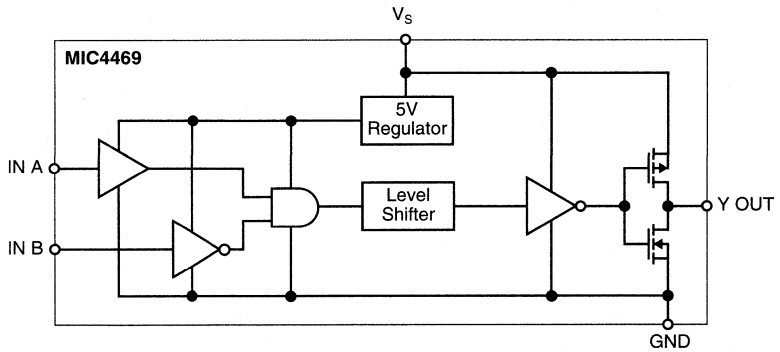 V_S
MIC4469
5V
Regulator
IN A
Level
Shifter
Y OUT
IN B
GND